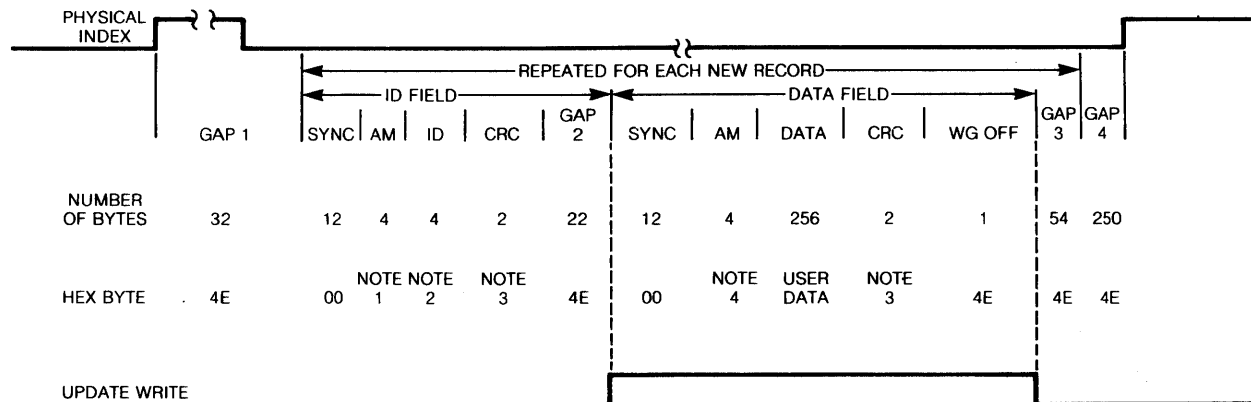 PHYSICAL
INDEX
REPEATED FOR EACH NEW RECORD
ID FIELD DATA FIELD
GAP 1 SYNC AM ID CRC GAP 2 SYNC AM DATA CRC WG OFF GAP 3 GAP 4
NUMBER
OF BYTES 32 12 4 4 2 22 12 4 256 2 1 54 250
HEX BYTE 4E 00 NOTE 1 NOTE 2 NOTE 3 4E 00 NOTE 4 USER DATA NOTE 3 4E 4E 4E
UPDATE WRITE